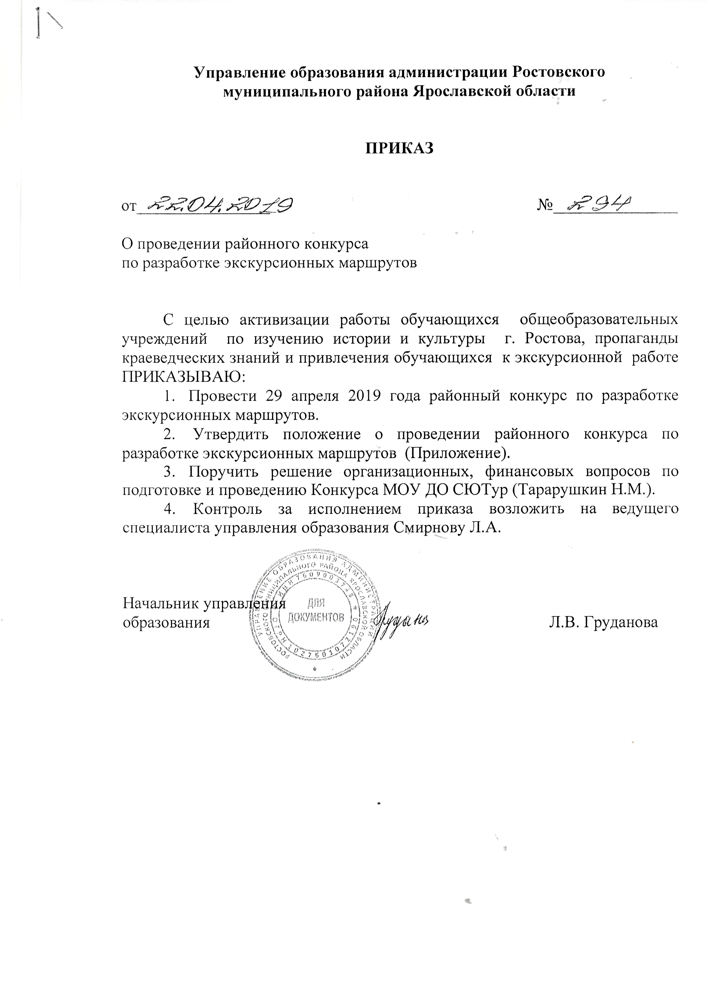 Управление образования администрации Ростовского
муниципального района Ярославской области
ПРИКАЗ
от 22.04.2019 № 294
О проведении районного конкурса
по разработке экскурсионных маршрутов
С целью активизации работы обучающихся общеобразовательных
учреждений по изучению истории и культуры г. Ростова, пропаганды
краеведческих знаний и привлечения обучающихся к экскурсионной работе
ПРИКАЗЫВАЮ:
1. Провести 29 апреля 2019 года районный конкурс по разработке
экскурсионных маршрутов.
2. Утвердить положение о проведении районного конкурса по
разработке экскурсионных маршрутов (Приложение).
3. Поручить решение организационных, финансовых вопросов по
подготовке и проведению Конкурса МОУ ДО СЮТур (Тарарушкин Н.М.).
4. Контроль за исполнением приказа возложить на ведущего
специалиста управления образования Смирнову Л.А.
УПРАВЛЕНИЕ ОБРАЗОВАНИЯ АДМИНИСТРАЦИИ
РОСТОВСКОГО МУНИЦИПАЛЬНОГО РАЙОНА ЯРОСЛАВСКОЙ ОБЛАСТИ
ИНН 7609003748 * ОГРН 1027601072190
ДЛЯ
ДОКУМЕНТОВ
Начальник управления
образования Л.В. Груданова